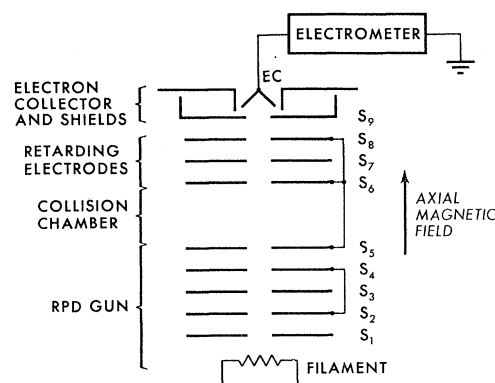 ELECTROMETER
EC
ELECTRON
COLLECTOR
AND SHIELDS
S9
S8
RETARDING
ELECTRODES
S7
S6
COLLISION
CHAMBER
AXIAL
MAGNETIC
FIELD
S5
S4
RPD GUN
S3
S2
S1
FILAMENT